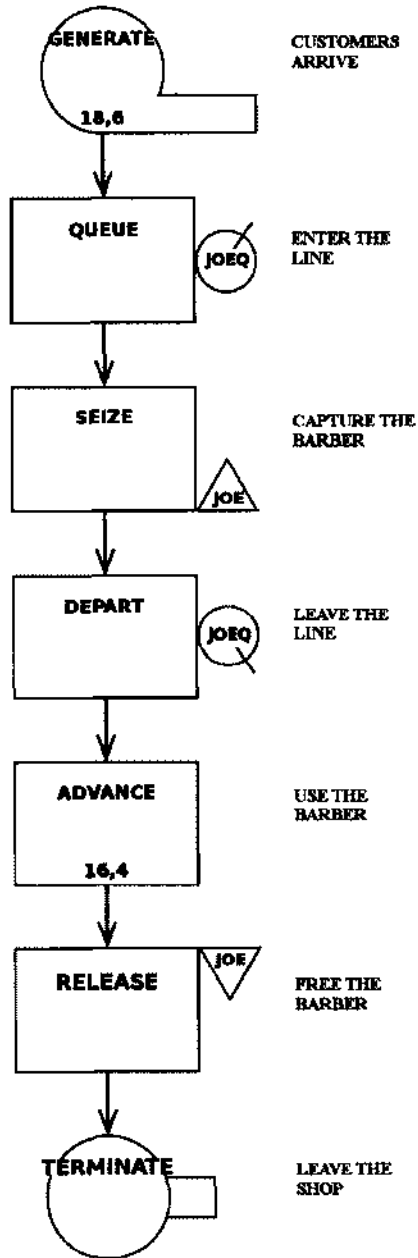 GENERATE
18,6
CUSTOMERS
ARRIVE
QUEUE
JOEQ
ENTER THE
LINE
SEIZE
JOE
CAPTURE THE
BARBER
DEPART
JOEQ
LEAVE THE
LINE
ADVANCE
16,4
USE THE
BARBER
RELEASE
JOE
FREE THE
BARBER
TERMINATE
LEAVE THE
SHOP